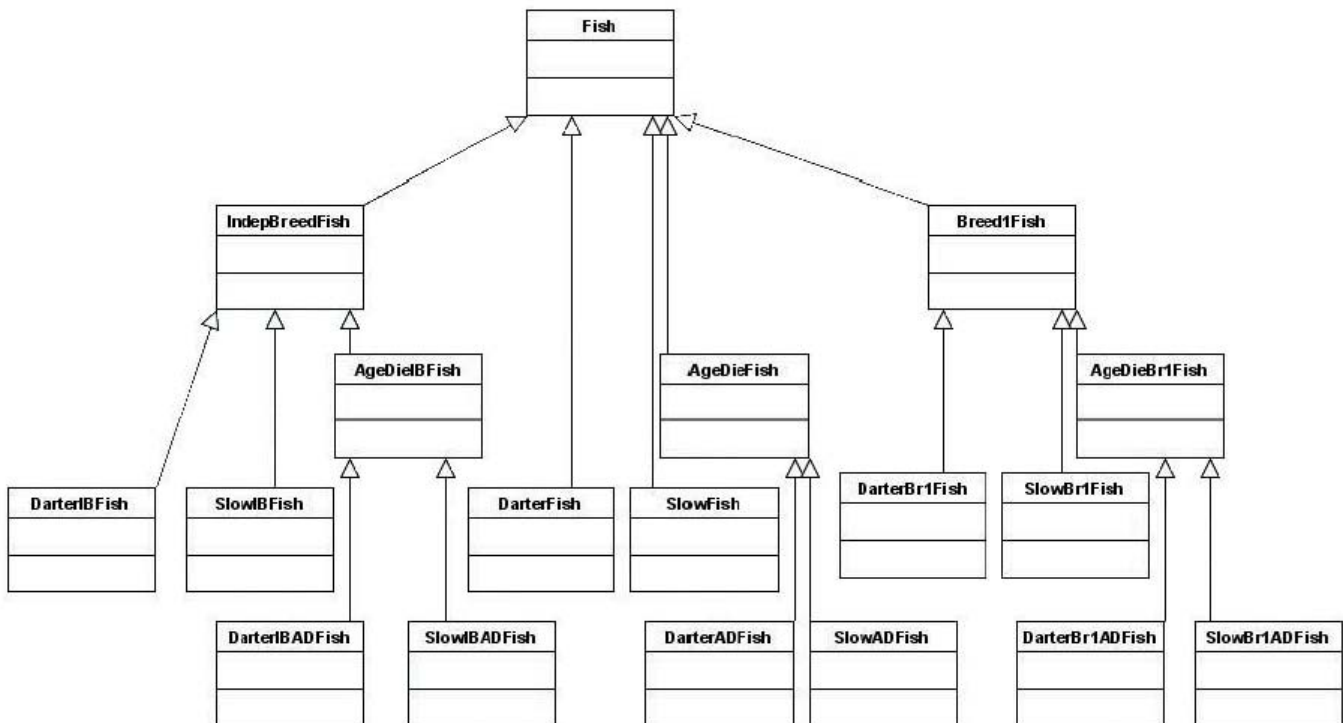 Fish
IndepBreedFish
Breed1Fish
AgeDieIBFish
AgeDieFish
AgeDieBr1Fish
DarterIBFish
SlowIBFish
DarterFish
SlowFish
DarterBr1Fish
SlowBr1Fish
DarterIBADFish
SlowIBADFish
DarterADFish
SlowADFish
DarterBr1ADFish
SlowBr1ADFish